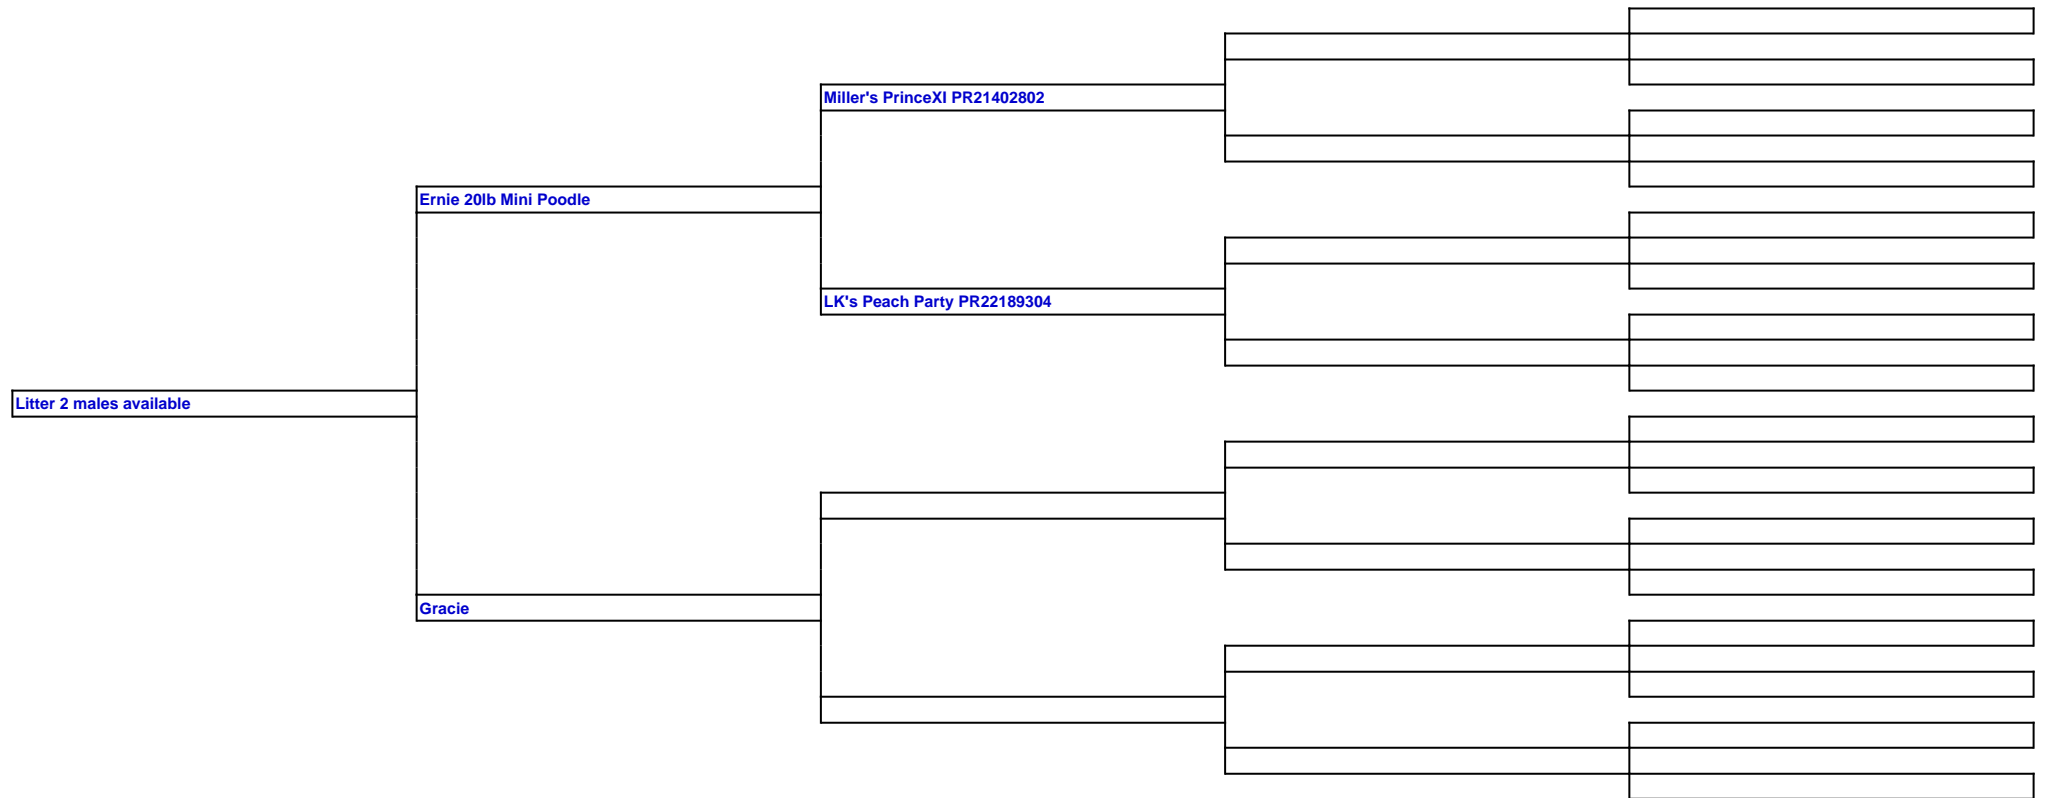 Miller's PrinceXI PR21402802
Ernie 20lb Mini Poodle
LK's Peach Party PR22189304
Litter 2 males available
Gracie